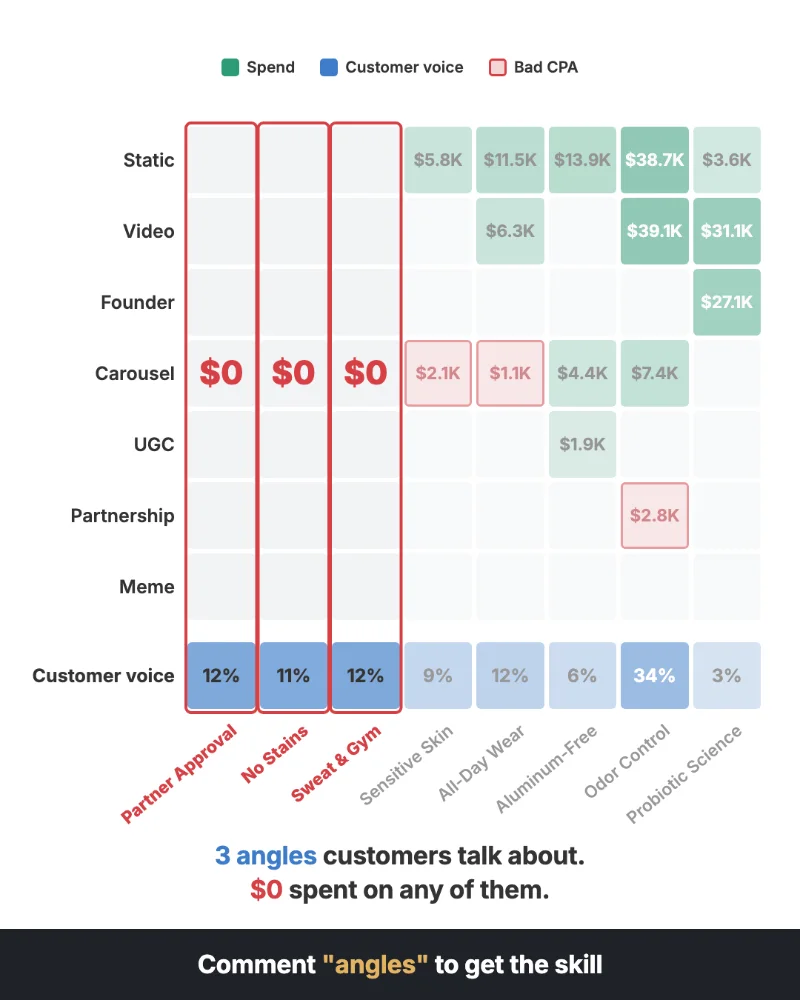 Spend Customer voice Bad CPA
Static $5.8K $11.5K $13.9K $38.7K $3.6K
Video $6.3K $39.1K $31.1K
Founder $27.1K
Carousel $0 $0 $0 $2.1K $1.1K $4.4K $7.4K
UGC $1.9K
Partnership $2.8K
Meme
Customer voice 12% 11% 12% 9% 12% 6% 34% 3%
Partner Approval
No Stains
Sweat & Gym
Sensitive Skin
All-Day Wear
Aluminum-Free
Odor Control
Probiotic Science
3 angles customers talk about.
$0 spent on any of them.
Comment "angles" to get the skill